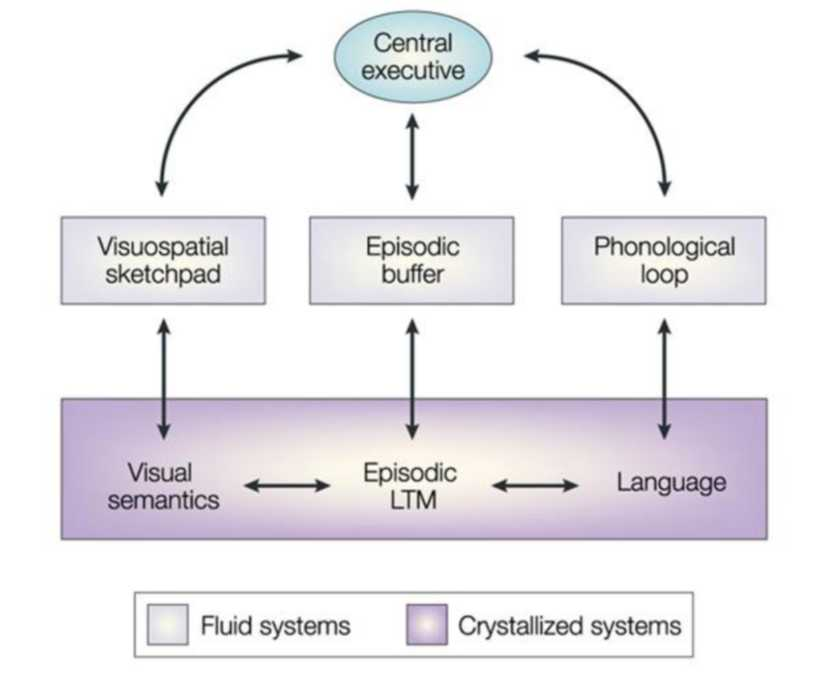 Central
executive
Visuospatial
sketchpad
Episodic
buffer
Phonological
loop
Visual
semantics
Episodic
LTM
Language
Fluid systems
Crystallized systems